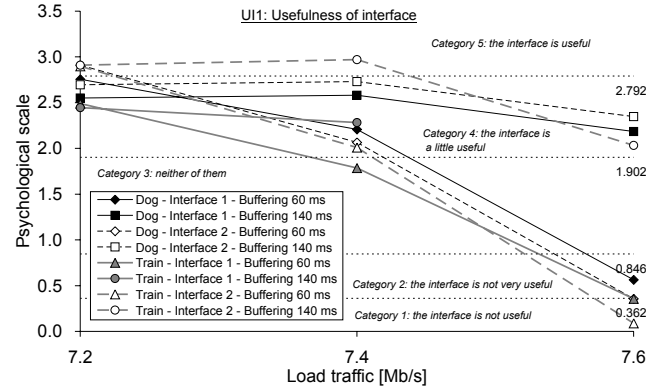 UI1: Usefulness of interface
3.5
3.0
2.5
2.0
1.5
1.0
0.5
0.0
Psychological scale
Category 5: the interface is useful
2.792
Category 4: the interface is
a little useful
1.902
Category 3: neither of them
Dog - Interface 1 - Buffering 60 ms
Dog - Interface 1 - Buffering 140 ms
Dog - Interface 2 - Buffering 60 ms
Dog - Interface 2 - Buffering 140 ms
Train - Interface 1 - Buffering 60 ms
Train - Interface 1 - Buffering 140 ms
Train - Interface 2 - Buffering 60 ms
Train - Interface 2 - Buffering 140 ms
0.846
Category 2: the interface is not very useful
0.362
Category 1: the interface is not useful
7.2
7.4
7.6
Load traffic [Mb/s]